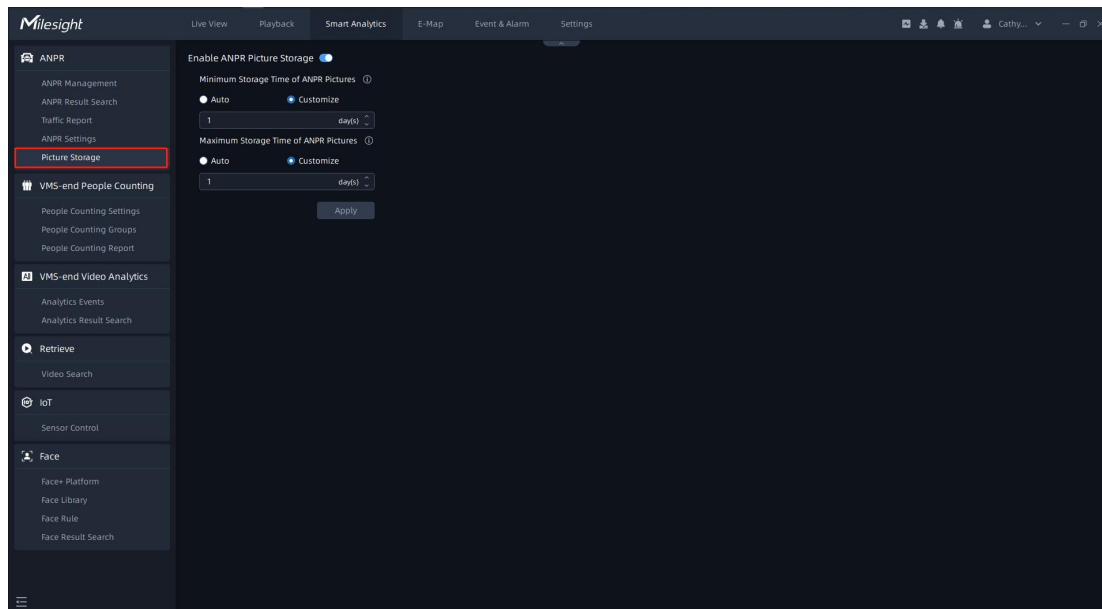 Milesight
Live View Playback Smart Analytics E-Map Event & Alarm Settings Cathy...
ANPR
ANPR Management
ANPR Result Search
Traffic Report
ANPR Settings
Picture Storage
VMS-end People Counting
People Counting Settings
People Counting Groups
People Counting Report
AI VMS-end Video Analytics
Analytics Events
Analytics Result Search
Retrieve
Video Search
IoT IoT
Sensor Control
Face
Face+ Platform
Face Library
Face Rule
Face Result Search
Enable ANPR Picture Storage
Minimum Storage Time of ANPR Pictures
Auto Customize
1 day(s)
Maximum Storage Time of ANPR Pictures
Auto Customize
1 day(s)
Apply